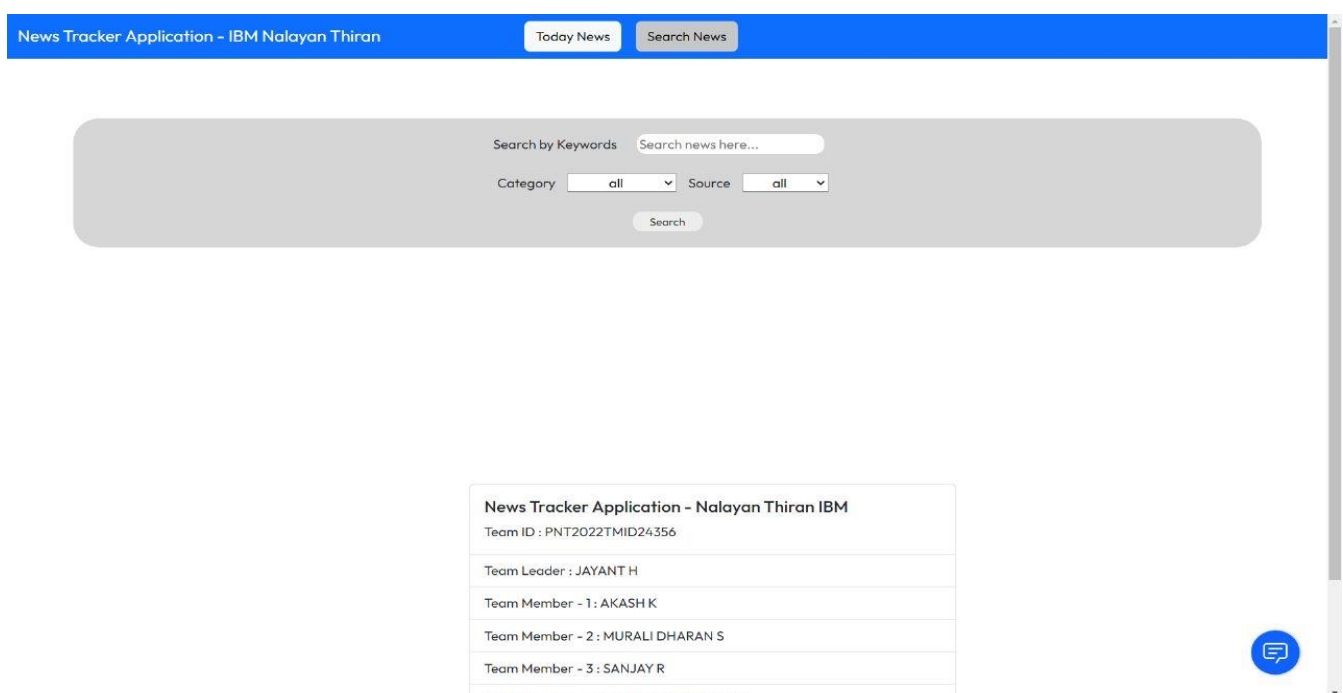 News Tracker Application - IBM Nalayan Thiran Today News Search News
Search by Keywords Search news here...
Category all Source all
Search
News Tracker Application - Nalayan Thiran IBM
Team ID : PNT2022TMID24356
Team Leader : JAYANT H
Team Member - 1 : AKASH K
Team Member - 2 : MURALI DHARAN S
Team Member - 3 : SANJAY R